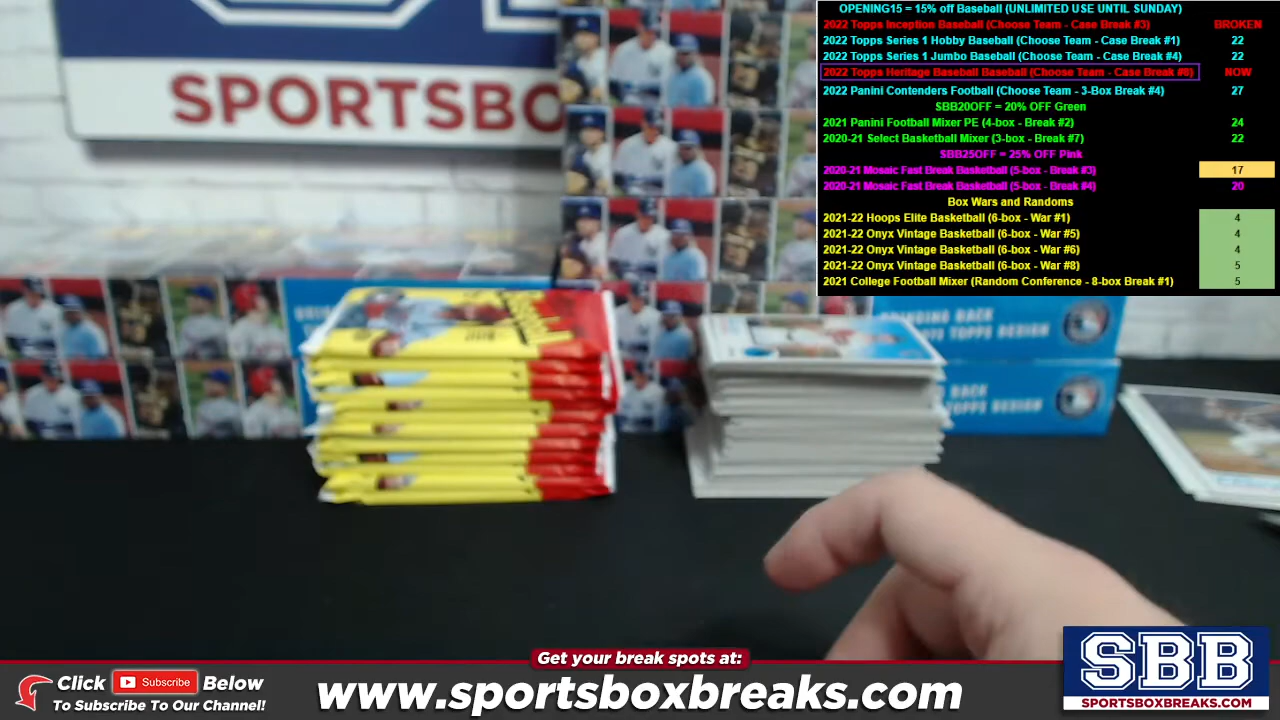 OPENING15 = 15% off Baseball (UNLIMITED USE UNTIL SUNDAY)
2022 Topps Inception Baseball (Choose Team - Case Break #3) BROKEN
2022 Topps Series 1 Hobby Baseball (Choose Team - Case Break #1) 22
2022 Topps Series 1 Jumbo Baseball (Choose Team - Case Break #4) 22
2022 Topps Heritage Baseball Baseball (Choose Team - Case Break #6) NOW
2022 Panini Contenders Football (Choose Team - 3-Box Break #4) 27
SBB20OFF = 20% OFF Green
2021 Panini Football Mixer PE (4-box - Break #2) 24
2020-21 Select Basketball Mixer (3-box - Break #7) 22
SBB25OFF = 25% OFF Pink
2020-21 Mosaic Fast Break Basketball (5-box - Break #3) 17
2020-21 Mosaic Fast Break Basketball (5-box - Break #4) 20
Box Wars and Randoms
2021-22 Hoops Elite Basketball (6-box - War #1) 4
2021-22 Onyx Vintage Basketball (6-box - War #5) 4
2021-22 Onyx Vintage Basketball (6-box - War #6) 4
2021-22 Onyx Vintage Basketball (6-box - War #8) 5
2021 College Football Mixer (Random Conference - 8-box Break #1) 5
SPORTSBO
BACK
TOPPS DESIGN
BACK
TOPPS DESIGN
Get your break spots at:
Click Subscribe Below
To Subscribe To Our Channel!
www.sportsboxbreaks.com
SBB
SPORTSBOXBREAKS.COM